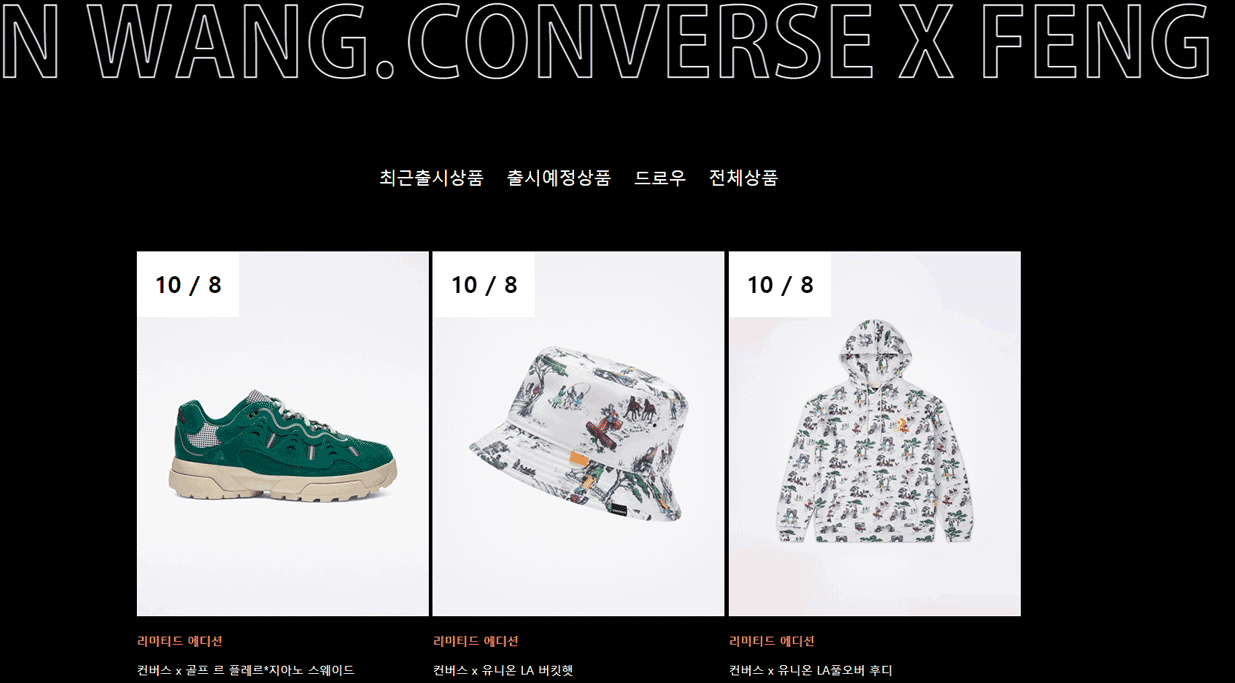 N WANG.CONVERSE X FENG
최근출시상품 출시예정상품 드로우 전체상품
10 / 8 10 / 8 10 / 8
리미티드 에디션 리미티드 에디션 리미티드 에디션
컨버스 x 골프 르 플레르*지아노 스웨이드 컨버스 x 유니온 LA 버킷햇 컨버스 x 유니온 LA풀오버 후디